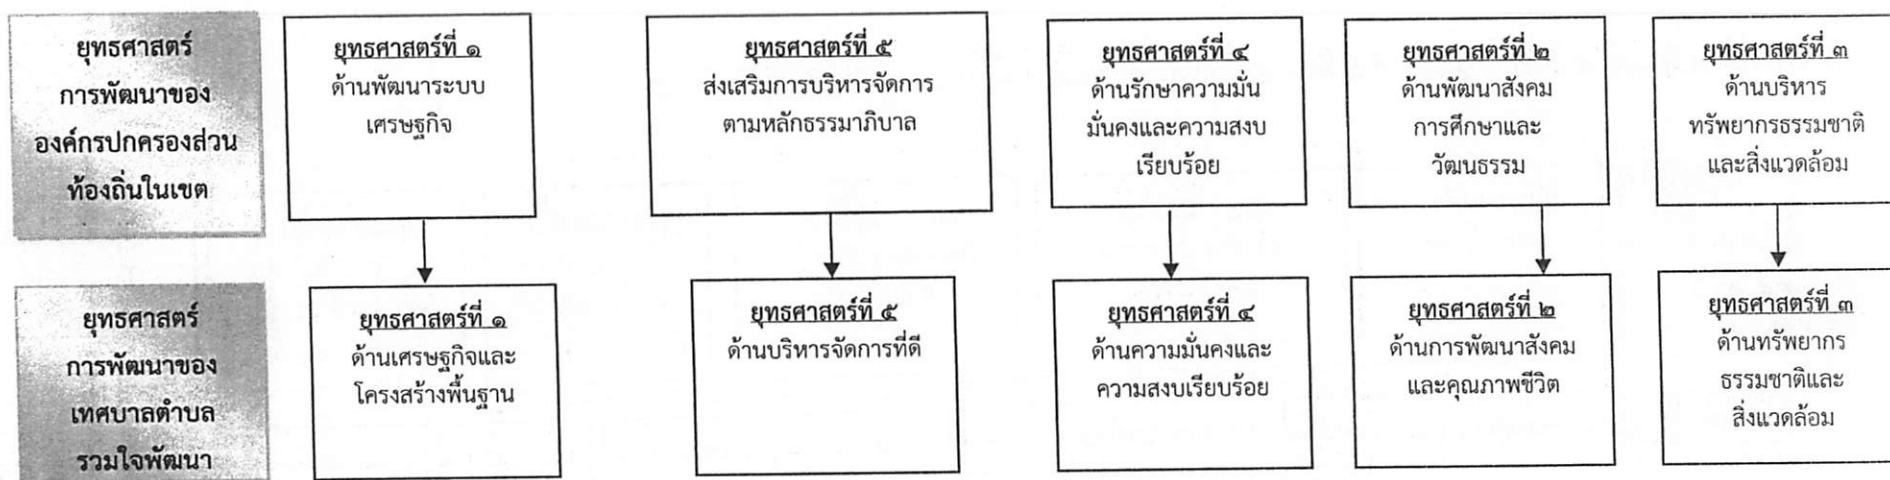 ยุทธศาสตร์
การพัฒนาของ
องค์กรปกครองส่วน
ท้องถิ่นในเขต
ยุทธศาสตร์ที่ ๑
ด้านพัฒนาระบบ
เศรษฐกิจ
ยุทธศาสตร์ที่ ๕
ส่งเสริมการบริหารจัดการ
ตามหลักธรรมาภิบาล
ยุทธศาสตร์ที่ ๔
ด้านรักษาความมั่น
มั่นคงและความสงบ
เรียบร้อย
ยุทธศาสตร์ที่ ๒
ด้านพัฒนาสังคม
การศึกษาและ
วัฒนธรรม
ยุทธศาสตร์ที่ ๓
ด้านบริหาร
ทรัพยากรธรรมชาติ
และสิ่งแวดล้อม
ยุทธศาสตร์
การพัฒนาของ
เทศบาลตำบล
รวมใจพัฒนา
ยุทธศาสตร์ที่ ๑
ด้านเศรษฐกิจและ
โครงสร้างพื้นฐาน
ยุทธศาสตร์ที่ ๕
ด้านบริหารจัดการที่ดี
ยุทธศาสตร์ที่ ๔
ด้านความมั่นคงและ
ความสงบเรียบร้อย
ยุทธศาสตร์ที่ ๒
ด้านการพัฒนาสังคม
และคุณภาพชีวิต
ยุทธศาสตร์ที่ ๓
ด้านทรัพยากร
ธรรมชาติและ
สิ่งแวดล้อม